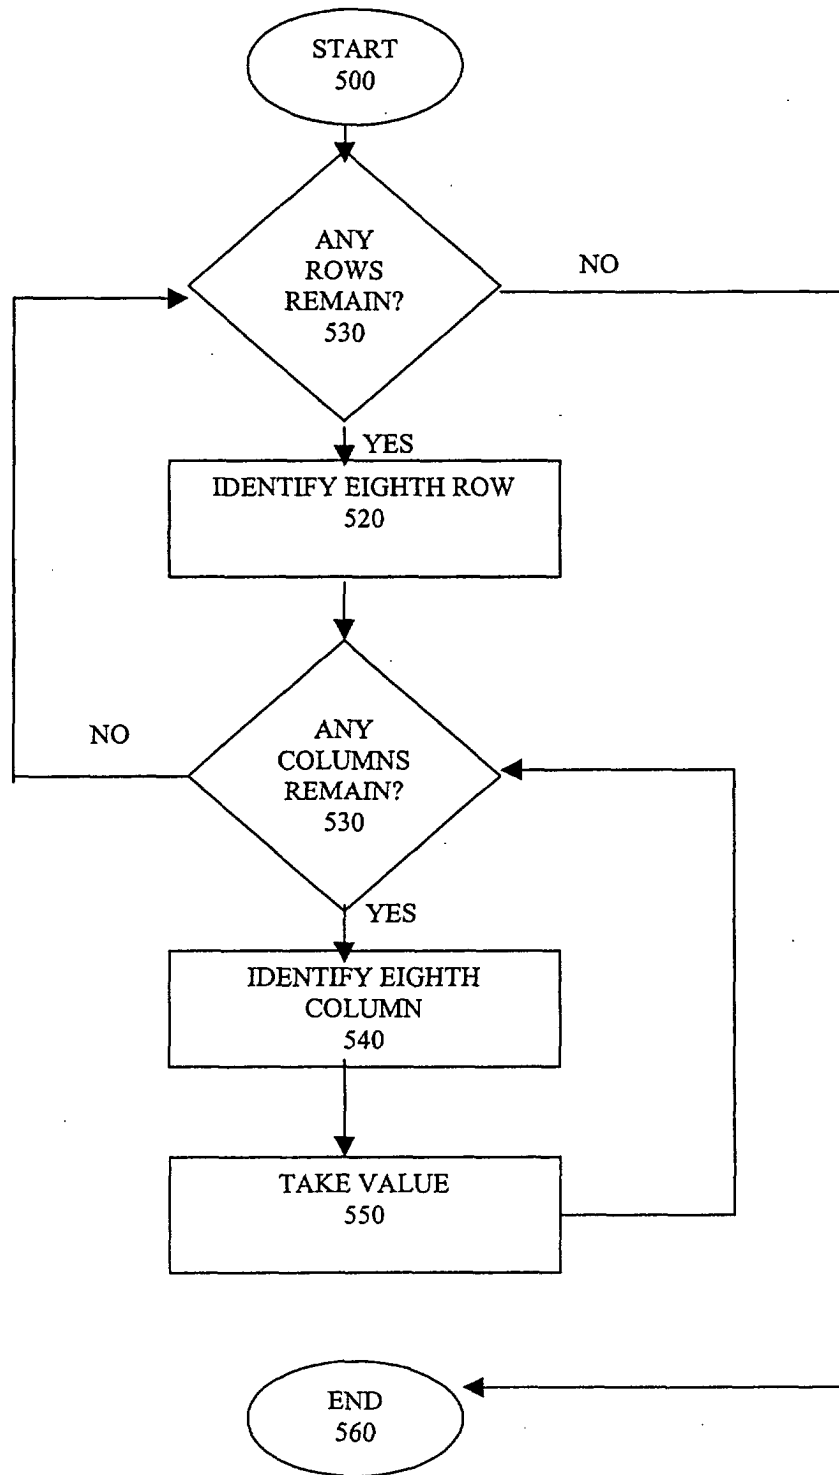 START
500
ANY
ROWS
REMAIN?
530
NO
YES
IDENTIFY EIGHTH ROW
520
ANY
COLUMNS
REMAIN?
530
NO
YES
IDENTIFY EIGHTH
COLUMN
540
TAKE VALUE
550
END
560